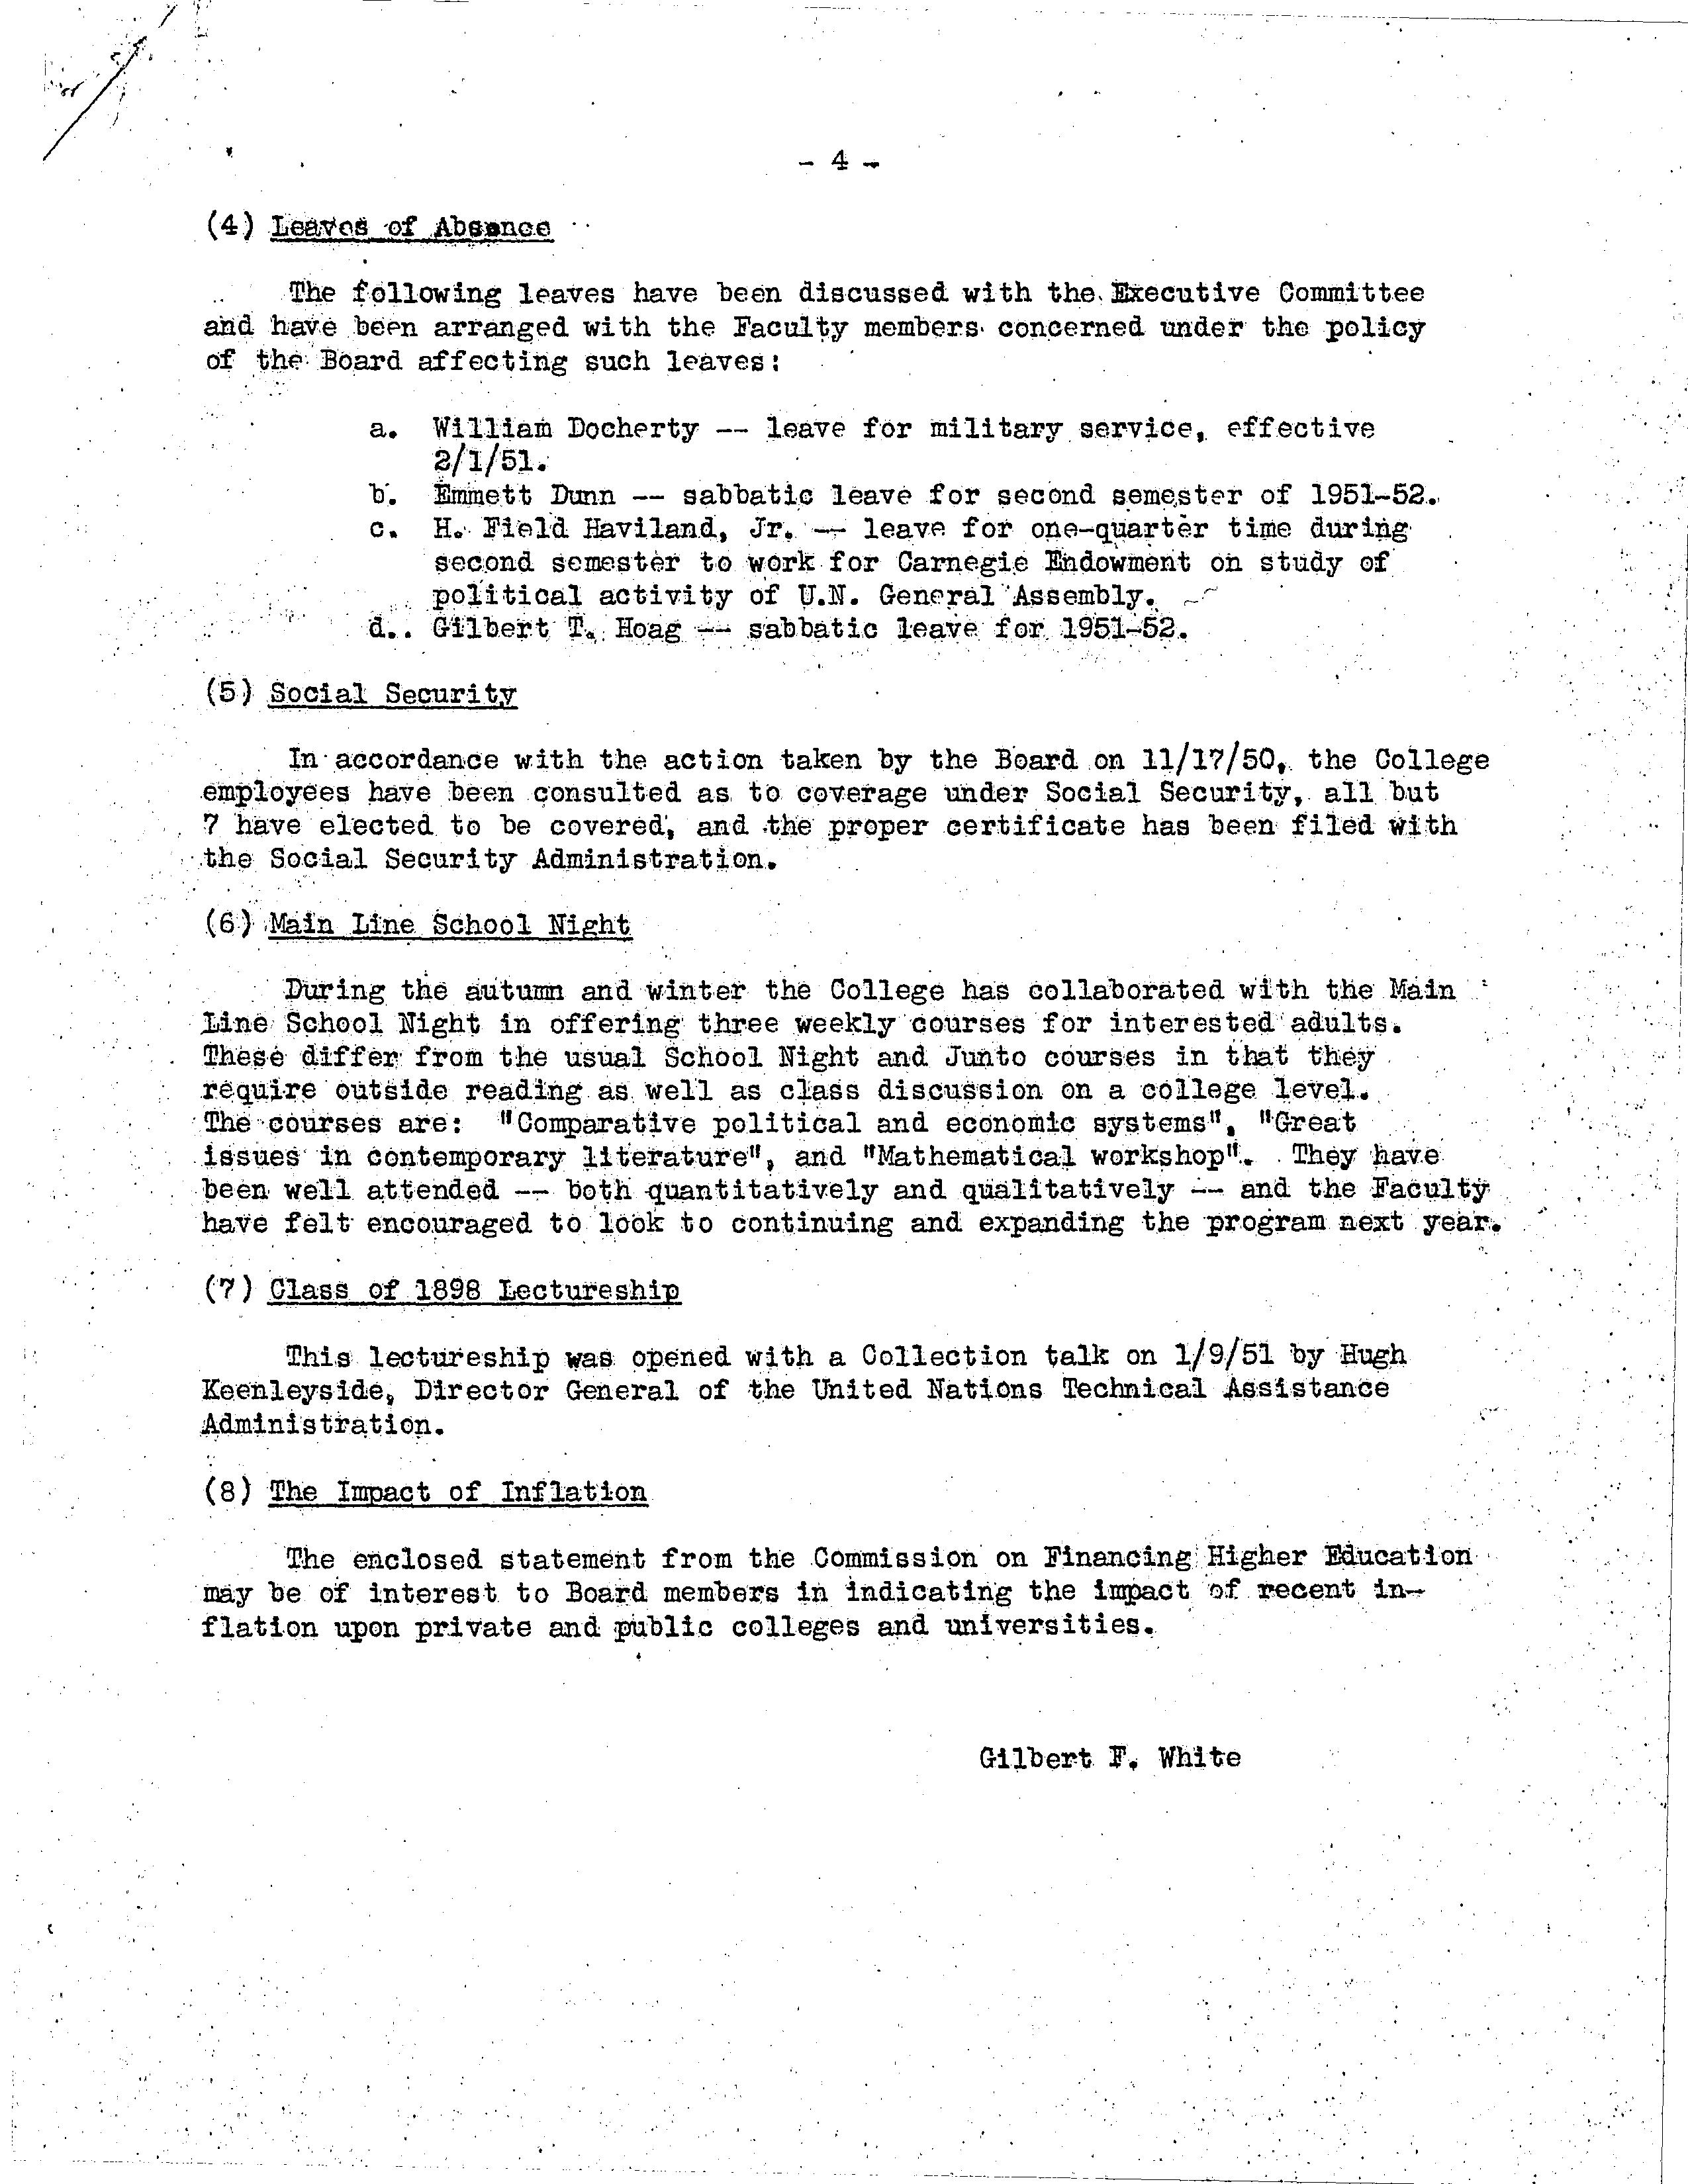 - 4 -
(4) Leaves of Absence
The following leaves have been discussed with the Executive Committee
and have been arranged with the Faculty members concerned under the policy
of the Board affecting such leaves:
a. William Docherty -- leave for military service, effective
2/1/51.
b. Emmett Dunn -- sabbatic leave for second semester of 1951-52.
c. H. Field Haviland, Jr. -- leave for one-quarter time during
second semester to work for Carnegie Endowment on study of
political activity of U.N. General Assembly.
d. Gilbert T. Hoag -- sabbatic leave for 1951-52.
(5) Social Security
In accordance with the action taken by the Board on 11/17/50, the College
employees have been consulted as to coverage under Social Security, all but
7 have elected to be covered, and the proper certificate has been filed with
the Social Security Administration.
(6) Main Line School Night
During the autumn and winter the College has collaborated with the Main
Line School Night in offering three weekly courses for interested adults.
These differ from the usual School Night and Junto courses in that they
require outside reading as well as class discussion on a college level.
The courses are: "Comparative political and economic systems", "Great
issues in contemporary literature", and "Mathematical workshop". They have
been well attended -- both quantitatively and qualitatively -- and the Faculty
have felt encouraged to look to continuing and expanding the program next year.
(7) Class of 1898 Lectureship
This lectureship was opened with a Collection talk on 1/9/51 by Hugh
Keenleyside, Director General of the United Nations Technical Assistance
Administration.
(8) The Impact of Inflation
The enclosed statement from the Commission on Financing Higher Education
may be of interest to Board members in indicating the impact of recent in-
flation upon private and public colleges and universities.
Gilbert F. White